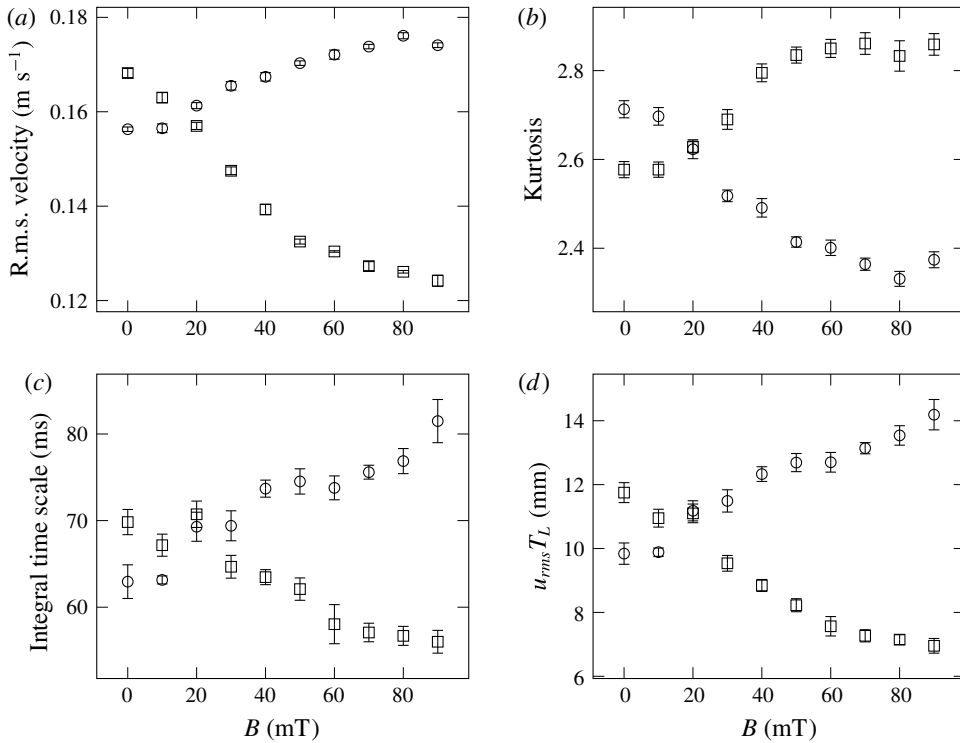 (a)
R.m.s. velocity (m s⁻¹)
0.18
0.16
0.14
0.12
0 20 40 60 80
(b)
Kurtosis
2.8
2.6
2.4
0 20 40 60 80
(c)
Integral time scale (ms)
80
70
60
0 20 40 60 80
B (mT)
(d)
u_{rms}T_L (mm)
14
12
10
8
6
0 20 40 60 80
B (mT)